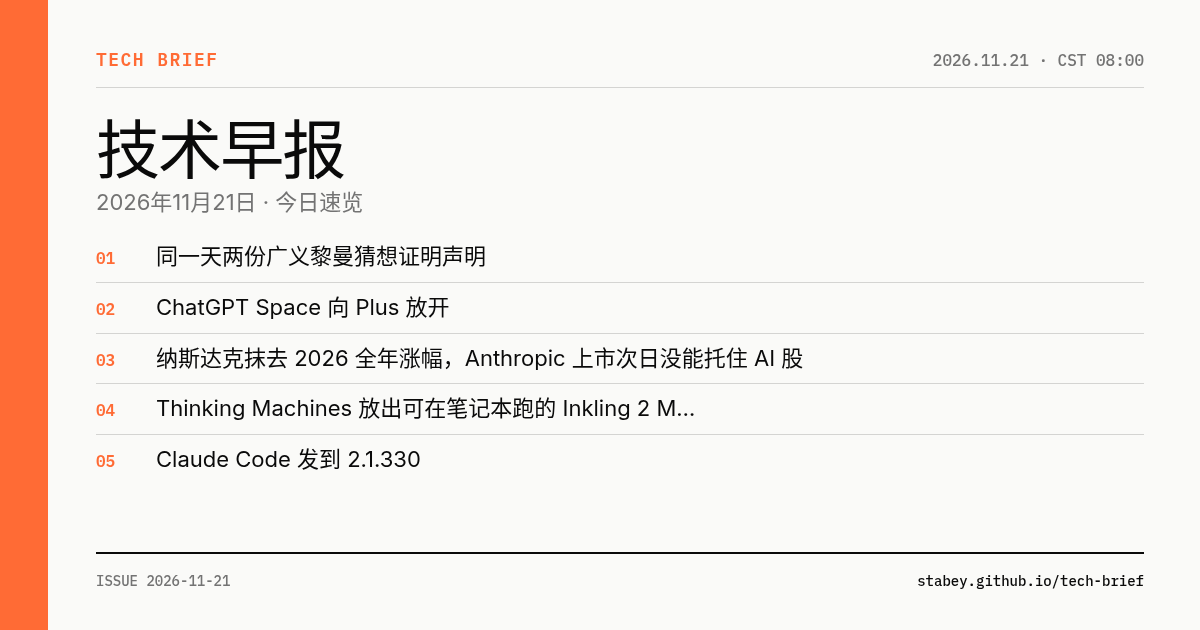 TECH BRIEF
2026.11.21 · CST 08:00
技术早报
2026年11月21日 · 今日速览
01 同一天两份广义黎曼猜想证明声明
02 ChatGPT Space 向 Plus 放开
03 纳斯达克抹去 2026 全年涨幅，Anthropic 上市次日没能托住 AI 股
04 Thinking Machines 放出可在笔记本跑的 Inkling 2 M...
05 Claude Code 发到 2.1.330
ISSUE 2026-11-21
stabey.github.io/tech-brief